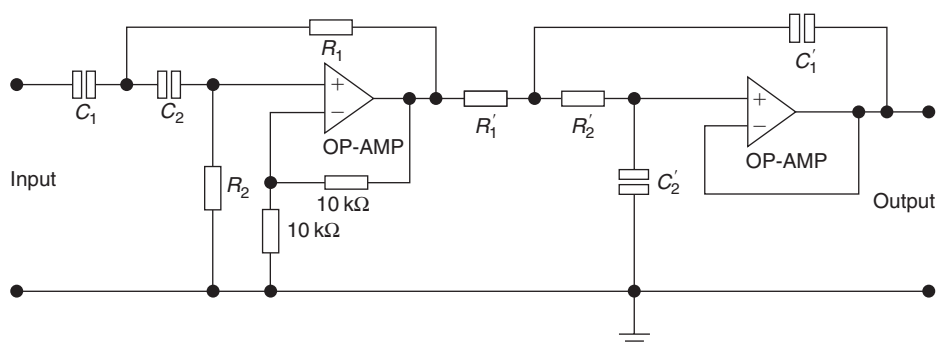 R₁
C₁′
C₁
C₂
+
−
OP-AMP
R₁′
R₂′
+
−
OP-AMP
Input
R₂
10 kΩ
10 kΩ
C₂′
Output